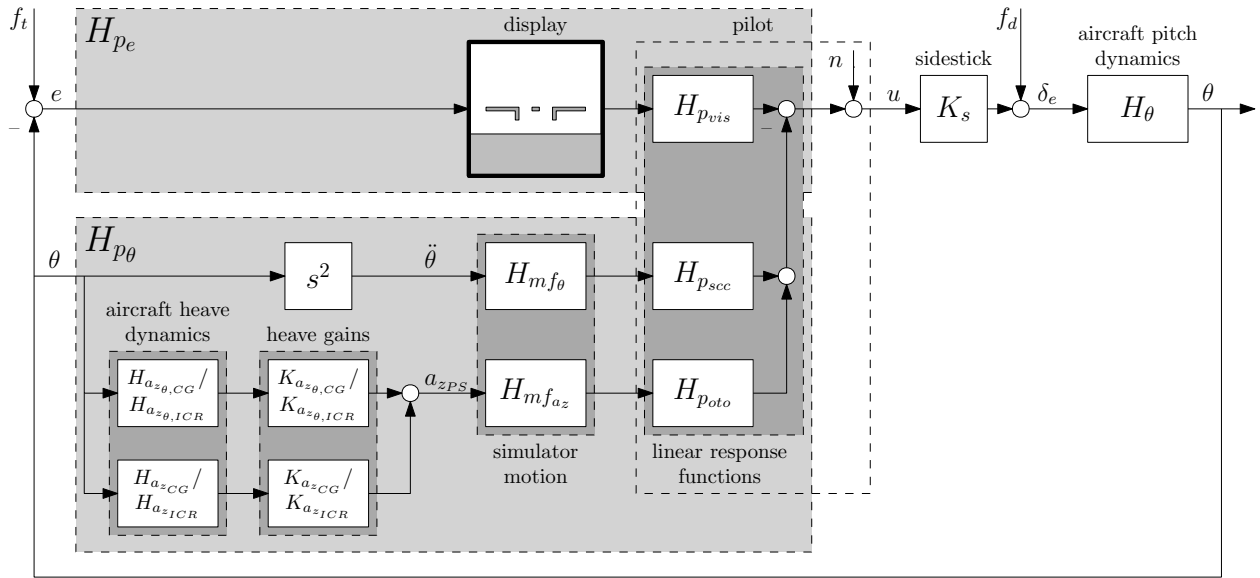 f_t
H_{p_e}
display
pilot
f_d
aircraft pitch
dynamics
n
sidestick
e
H_{p_{vis}}
u
K_s
δ_e
H_θ
θ
–
–
H_{p_θ}
θ
s^2
\ddot{θ}
H_{mf_θ}
H_{p_{scc}}
aircraft heave
dynamics
heave gains
H_{a_{z_{θ,CG}}}/
H_{a_{z_{θ,ICR}}}
K_{a_{z_{θ,CG}}}/
K_{a_{z_{θ,ICR}}}
a_{z_{PS}}
H_{mf_{a_z}}
H_{p_{oto}}
simulator
motion
linear response
functions
H_{a_{z_{CG}}}/
H_{a_{z_{ICR}}}
K_{a_{z_{CG}}}/
K_{a_{z_{ICR}}}